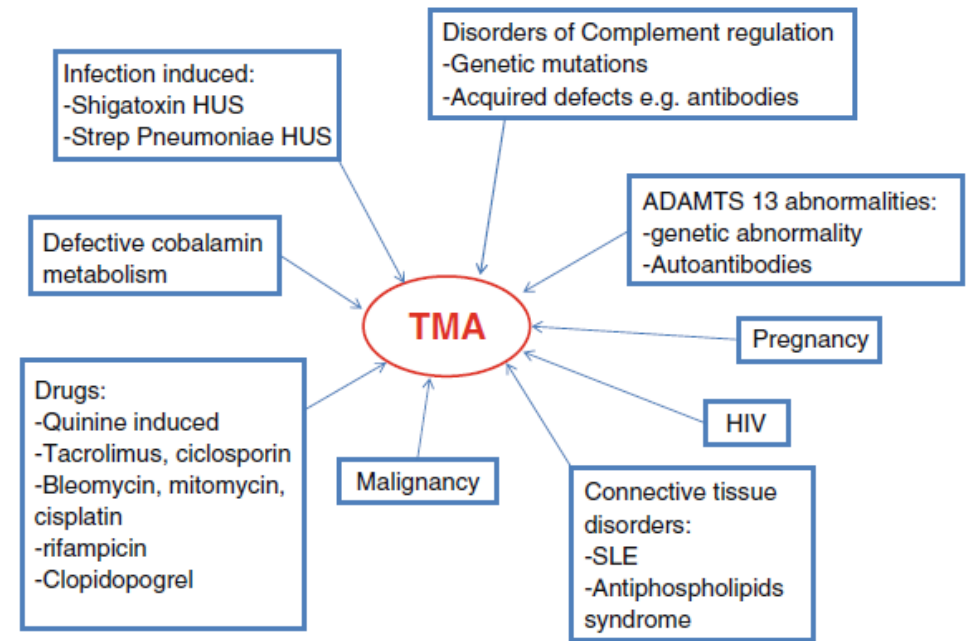 Disorders of Complement regulation
-Genetic mutations
-Acquired defects e.g. antibodies
Infection induced:
-Shigatoxin HUS
-Strep Pneumoniae HUS
ADAMTS 13 abnormalities:
-genetic abnormality
-Autoantibodies
Defective cobalamin
metabolism
TMA
Pregnancy
Drugs:
-Quinine induced
-Tacrolimus, ciclosporin
-Bleomycin, mitomycin,
cisplatin
-rifampicin
-Clopidopogrel
HIV
Malignancy
Connective tissue
disorders:
-SLE
-Antiphospholipids
syndrome